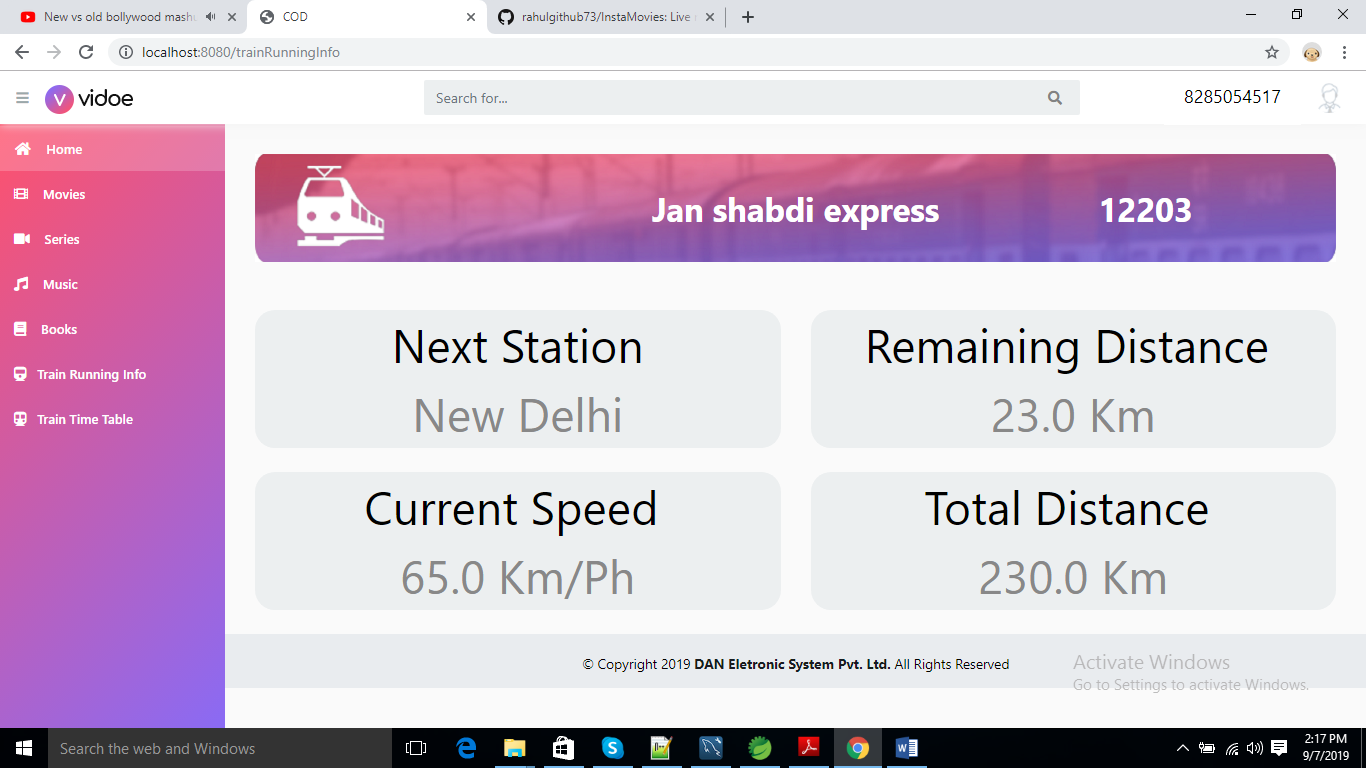 New vs old bollywood mash
COD
rahulgithub73/InstaMovies: Live
localhost:8080/trainRunningInfo
vidoe
Search for...
8285054517
Home
Movies
Series
Music
Books
Train Running Info
Train Time Table
Jan shabdi express
12203
Next Station
New Delhi
Remaining Distance
23.0 Km
Current Speed
65.0 Km/Ph
Total Distance
230.0 Km
© Copyright 2019 DAN Eletronic System Pvt. Ltd. All Rights Reserved
Activate Windows
Go to Settings to activate Windows.
Search the web and Windows
2:17 PM
9/7/2019